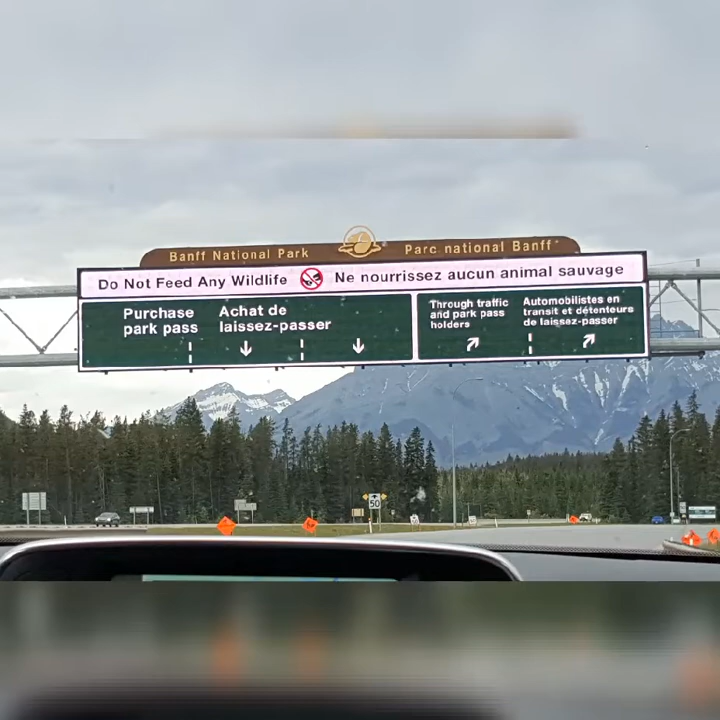 Banff National Park Parc national Banff
Do Not Feed Any Wildlife Ne nourrissez aucun animal sauvage
Purchase
park pass
Achat de
laissez-passer
Through traffic
and park pass
holders
Automobilistes en
transit et détenteurs
de laissez-passer
50